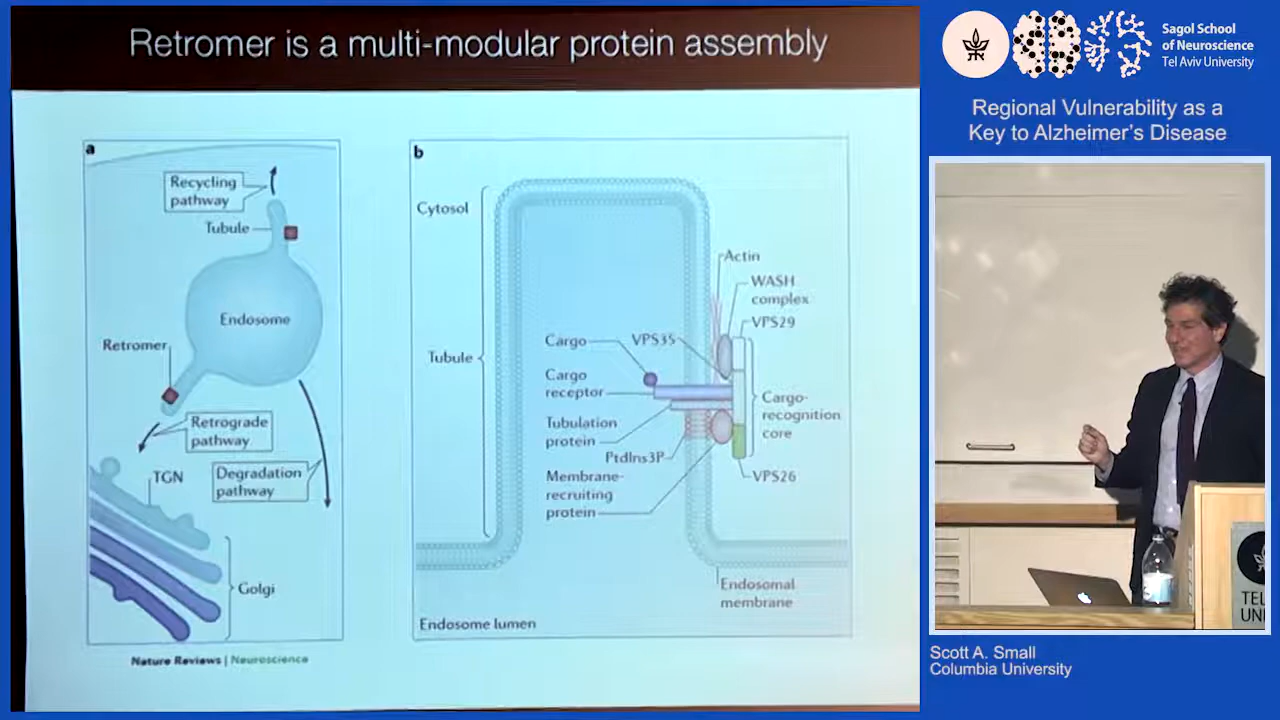 Retromer is a multi-modular protein assembly
a
Recycling
pathway
Tubule
Endosome
Retromer
Retrograde
pathway
TGN
Degradation
pathway
Golgi
Nature Reviews | Neuroscience
b
Cytosol
Actin
WASH
complex
VPS29
Cargo
VPS35
Tubule
Cargo
receptor
Cargo-
recognition
core
Tubulation
protein
PtdIns3P
VPS26
Membrane-
recruiting
protein
Endosomal
membrane
Endosome lumen
Sagol School
of Neuroscience
Tel Aviv University
Regional Vulnerability as a
Key to Alzheimer's Disease
TEL
UNI
Scott A. Small
Columbia University